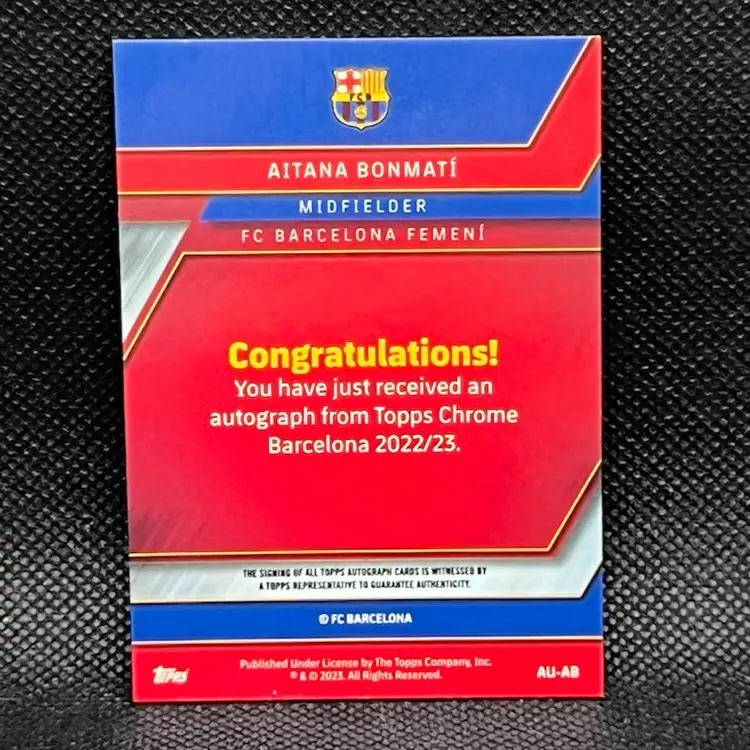 FCB
AITANA BONMATÍ
MIDFIELDER
FC BARCELONA FEMENÍ
Congratulations!
You have just received an
autograph from Topps Chrome
Barcelona 2022/23.
THE SIGNING OF ALL TOPPS AUTOGRAPH CARDS IS WITNESSED BY
A TOPPS REPRESENTATIVE TO GUARANTEE AUTHENTICITY.
© FC BARCELONA
TOPPS
Published Under License by The Topps Company, Inc.
® & © 2023. All Rights Reserved.
AU-AB